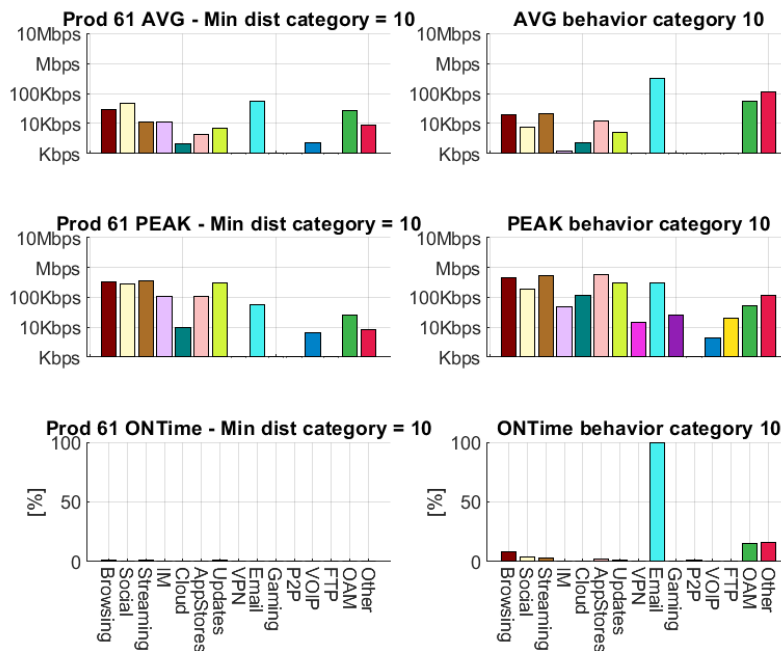 Prod 61 AVG - Min dist category = 10
10Mbps
Mbps
100Kbps
10Kbps
Kbps
AVG behavior category 10
10Mbps
Mbps
100Kbps
10Kbps
Kbps
Prod 61 PEAK - Min dist category = 10
10Mbps
Mbps
100Kbps
10Kbps
Kbps
PEAK behavior category 10
10Mbps
Mbps
100Kbps
10Kbps
Kbps
Prod 61 ONTime - Min dist category = 10
100
50
0
[%]
Browsing
Social
Streaming
IM
Cloud
AppStores
Updates
VPN
Email
Gaming
P2P
VOIP
FTP
OAM
Other
ONTime behavior category 10
100
50
0
[%]
Browsing
Social
Streaming
IM
Cloud
AppStores
Updates
VPN
Email
Gaming
P2P
VOIP
FTP
OAM
Other